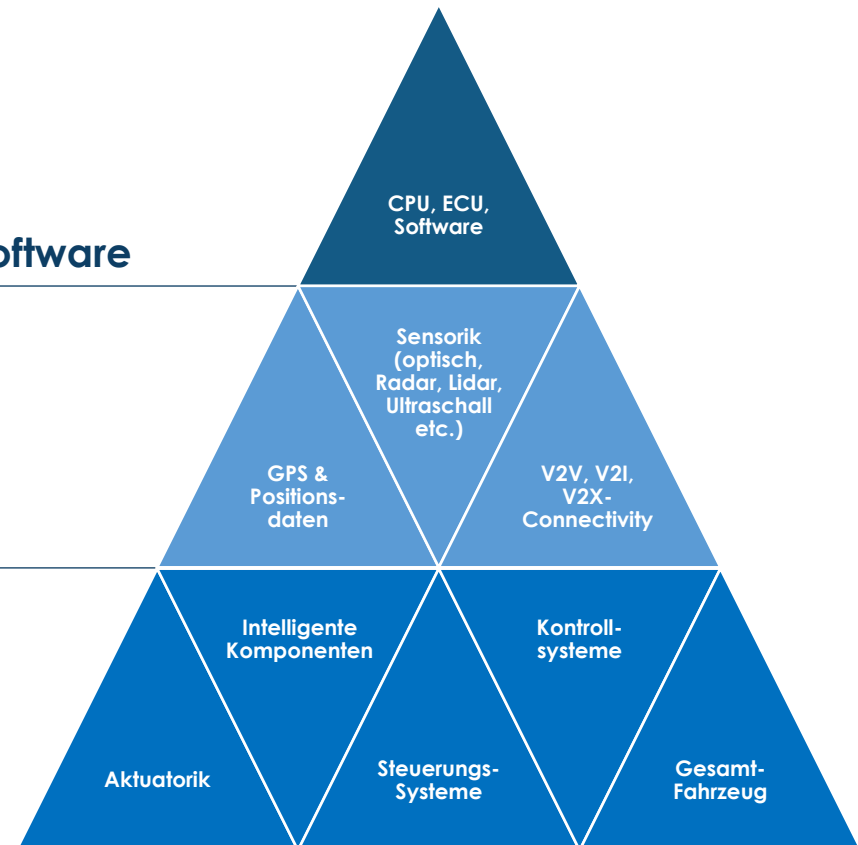 CPU, ECU,
Software
oftware
Sensorik
(optisch,
Radar, Lidar,
Ultraschall
etc.)
GPS &
Positions-
daten
V2V, V2I,
V2X-
Connectivity
Intelligente
Komponenten
Kontroll-
systeme
Aktuatorik
Steuerungs-
Systeme
Gesamt-
Fahrzeug